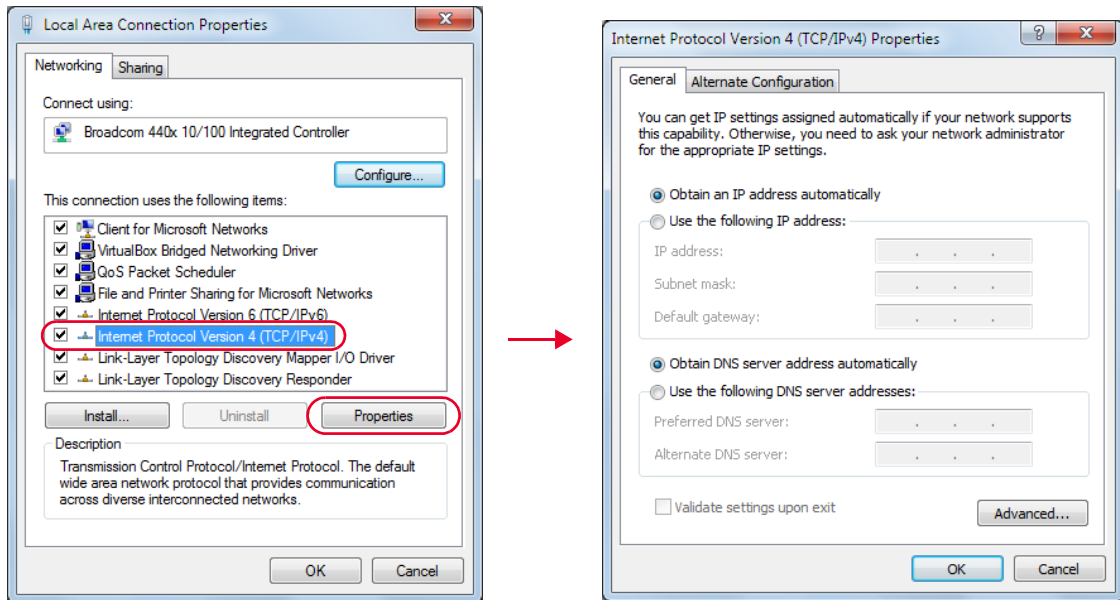 Local Area Connection Properties
Networking
Sharing
Connect using:
Broadcom 440x 10/100 Integrated Controller
Configure...
This connection uses the following items:
Client for Microsoft Networks
VirtualBox Bridged Networking Driver
QoS Packet Scheduler
File and Printer Sharing for Microsoft Networks
Internet Protocol Version 6 (TCP/IPv6)
Internet Protocol Version 4 (TCP/IPv4)
Link-Layer Topology Discovery Mapper I/O Driver
Link-Layer Topology Discovery Responder
Install...
Uninstall
Properties
Description
Transmission Control Protocol/Internet Protocol. The default
wide area network protocol that provides communication
across diverse interconnected networks.
OK
Cancel
Internet Protocol Version 4 (TCP/IPv4) Properties
General
Alternate Configuration
You can get IP settings assigned automatically if your network supports
this capability. Otherwise, you need to ask your network administrator
for the appropriate IP settings.
Obtain an IP address automatically
Use the following IP address:
IP address:
. . .
Subnet mask:
. . .
Default gateway:
. . .
Obtain DNS server address automatically
Use the following DNS server addresses:
Preferred DNS server:
. . .
Alternate DNS server:
. . .
Validate settings upon exit
Advanced...
OK
Cancel